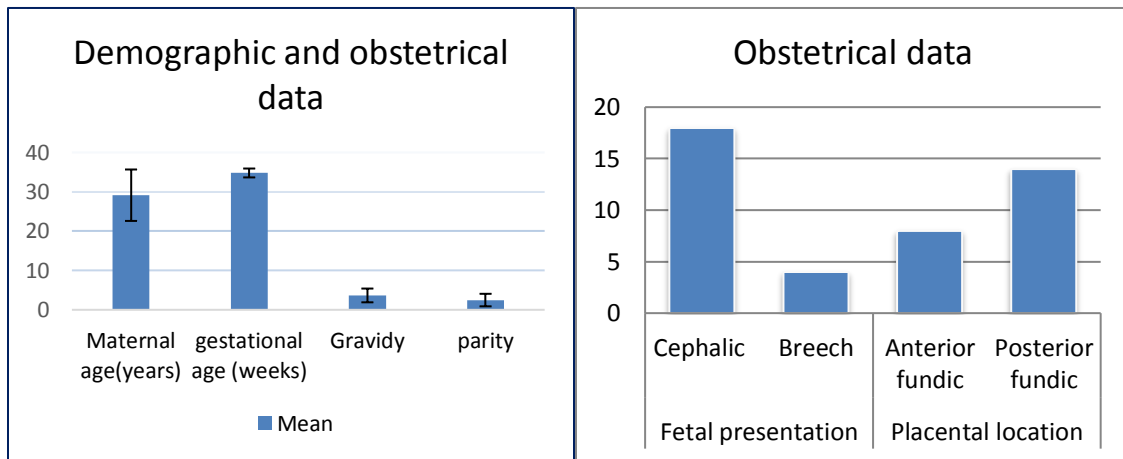 Demographic and obstetrical
data
40
30
20
10
0
Maternal
age(years)
gestational
age (weeks)
Gravidy
parity
Mean
Obstetrical data
20
15
10
5
0
Cephalic
Breech
Anterior
fundic
Posterior
fundic
Fetal presentation
Placental location